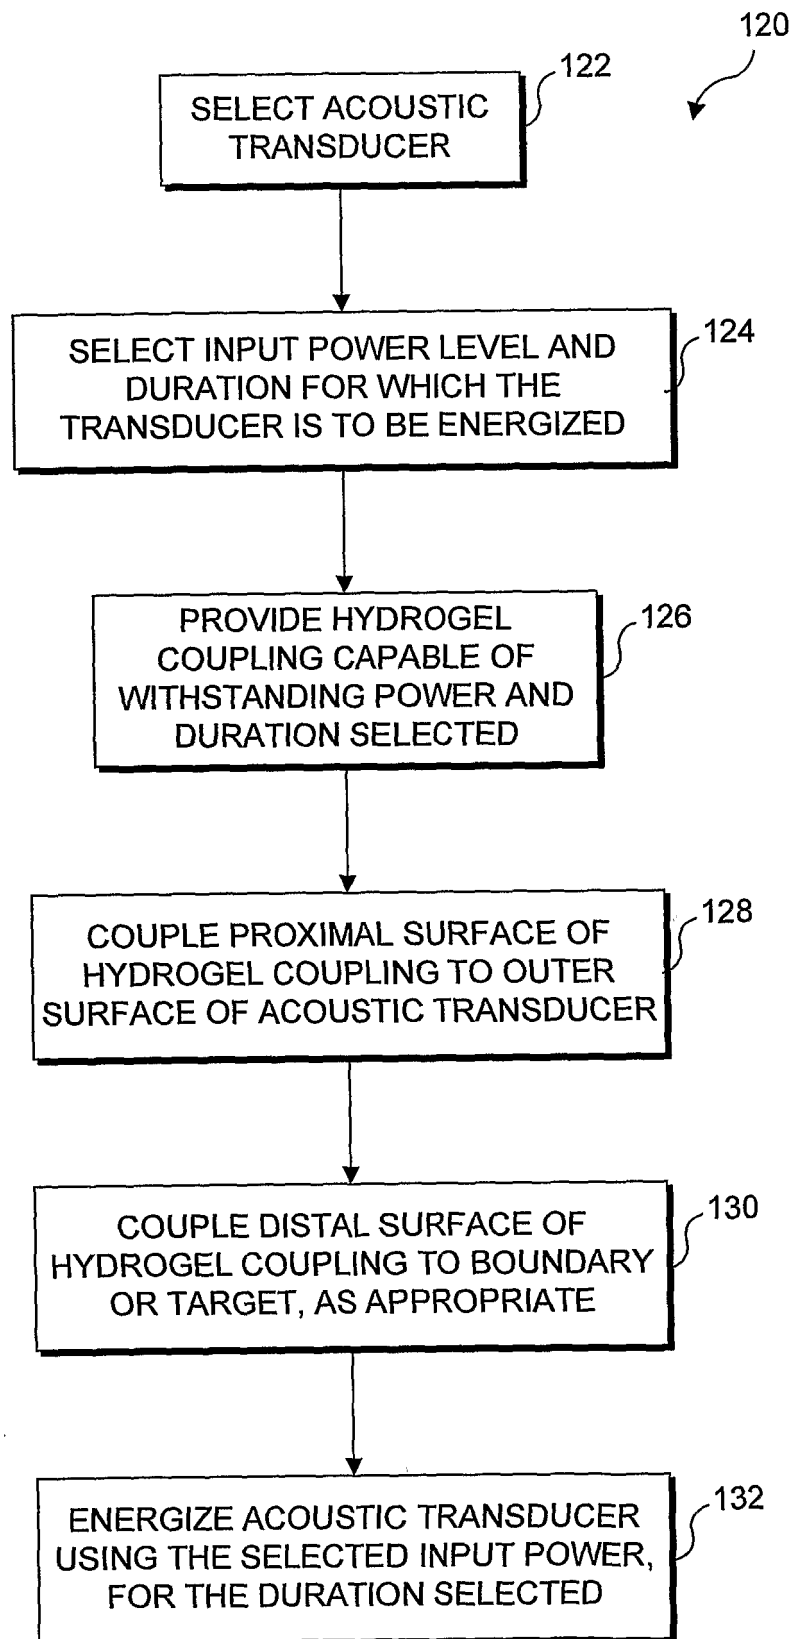 120
122
SELECT ACOUSTIC
TRANSDUCER
124
SELECT INPUT POWER LEVEL AND
DURATION FOR WHICH THE
TRANSDUCER IS TO BE ENERGIZED
126
PROVIDE HYDROGEL
COUPLING CAPABLE OF
WITHSTANDING POWER AND
DURATION SELECTED
128
COUPLE PROXIMAL SURFACE OF
HYDROGEL COUPLING TO OUTER
SURFACE OF ACOUSTIC TRANSDUCER
130
COUPLE DISTAL SURFACE OF
HYDROGEL COUPLING TO BOUNDARY
OR TARGET, AS APPROPRIATE
132
ENERGIZE ACOUSTIC TRANSDUCER
USING THE SELECTED INPUT POWER,
FOR THE DURATION SELECTED